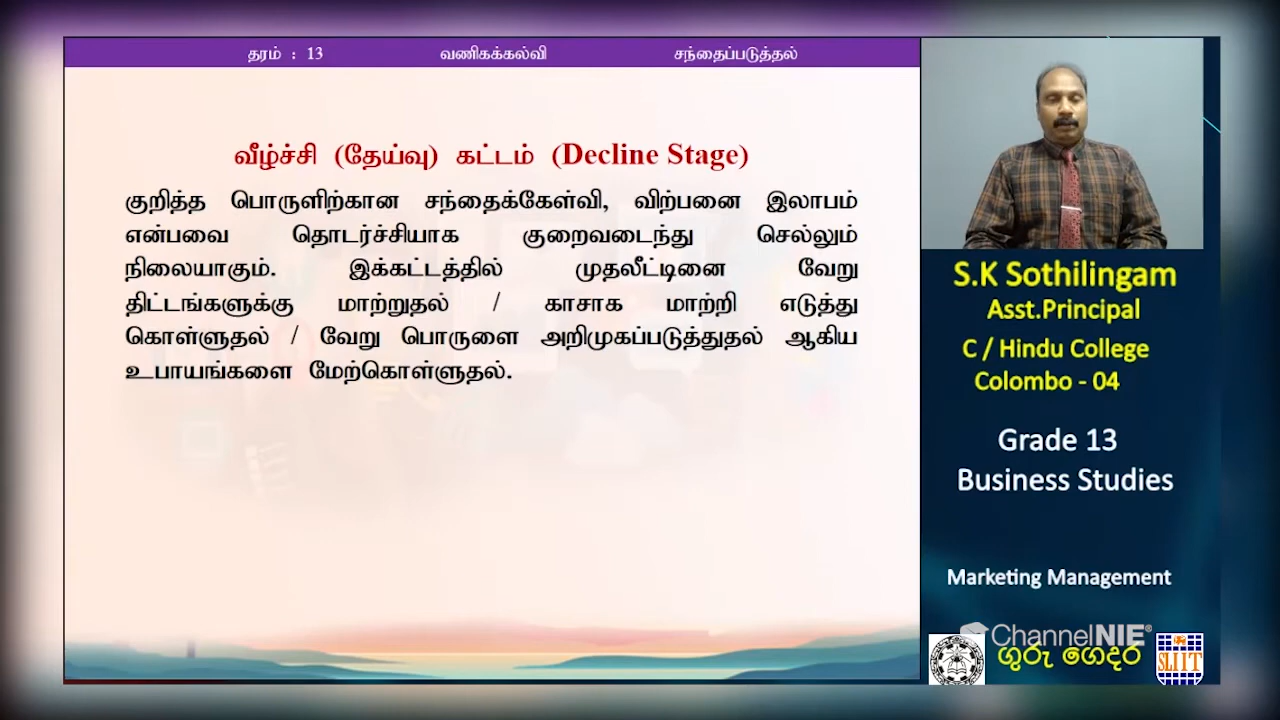 தரம் : 13 வணிகக்கல்வி சந்தைப்படுத்தல்
வீழ்ச்சி (தேய்வு) கட்டம் (Decline Stage)
குறித்த பொருளிற்கான சந்தைக்கேள்வி, விற்பனை இலாபம்
என்பவை தொடர்ச்சியாக குறைவடைந்து செல்லும்
நிலையாகும். இக்கட்டத்தில் முதலீட்டினை வேறு
திட்டங்களுக்கு மாற்றுதல் / காசாக மாற்றி எடுத்து
கொள்ளுதல் / வேறு பொருளை அறிமுகப்படுத்துதல் ஆகிய
உபாயங்களை மேற்கொள்ளுதல்.
S.K Sothilingam
Asst.Principal
C / Hindu College
Colombo - 04
Grade 13
Business Studies
Marketing Management
ChannelNIE®
ගුරු ගෙදර
SLIIT